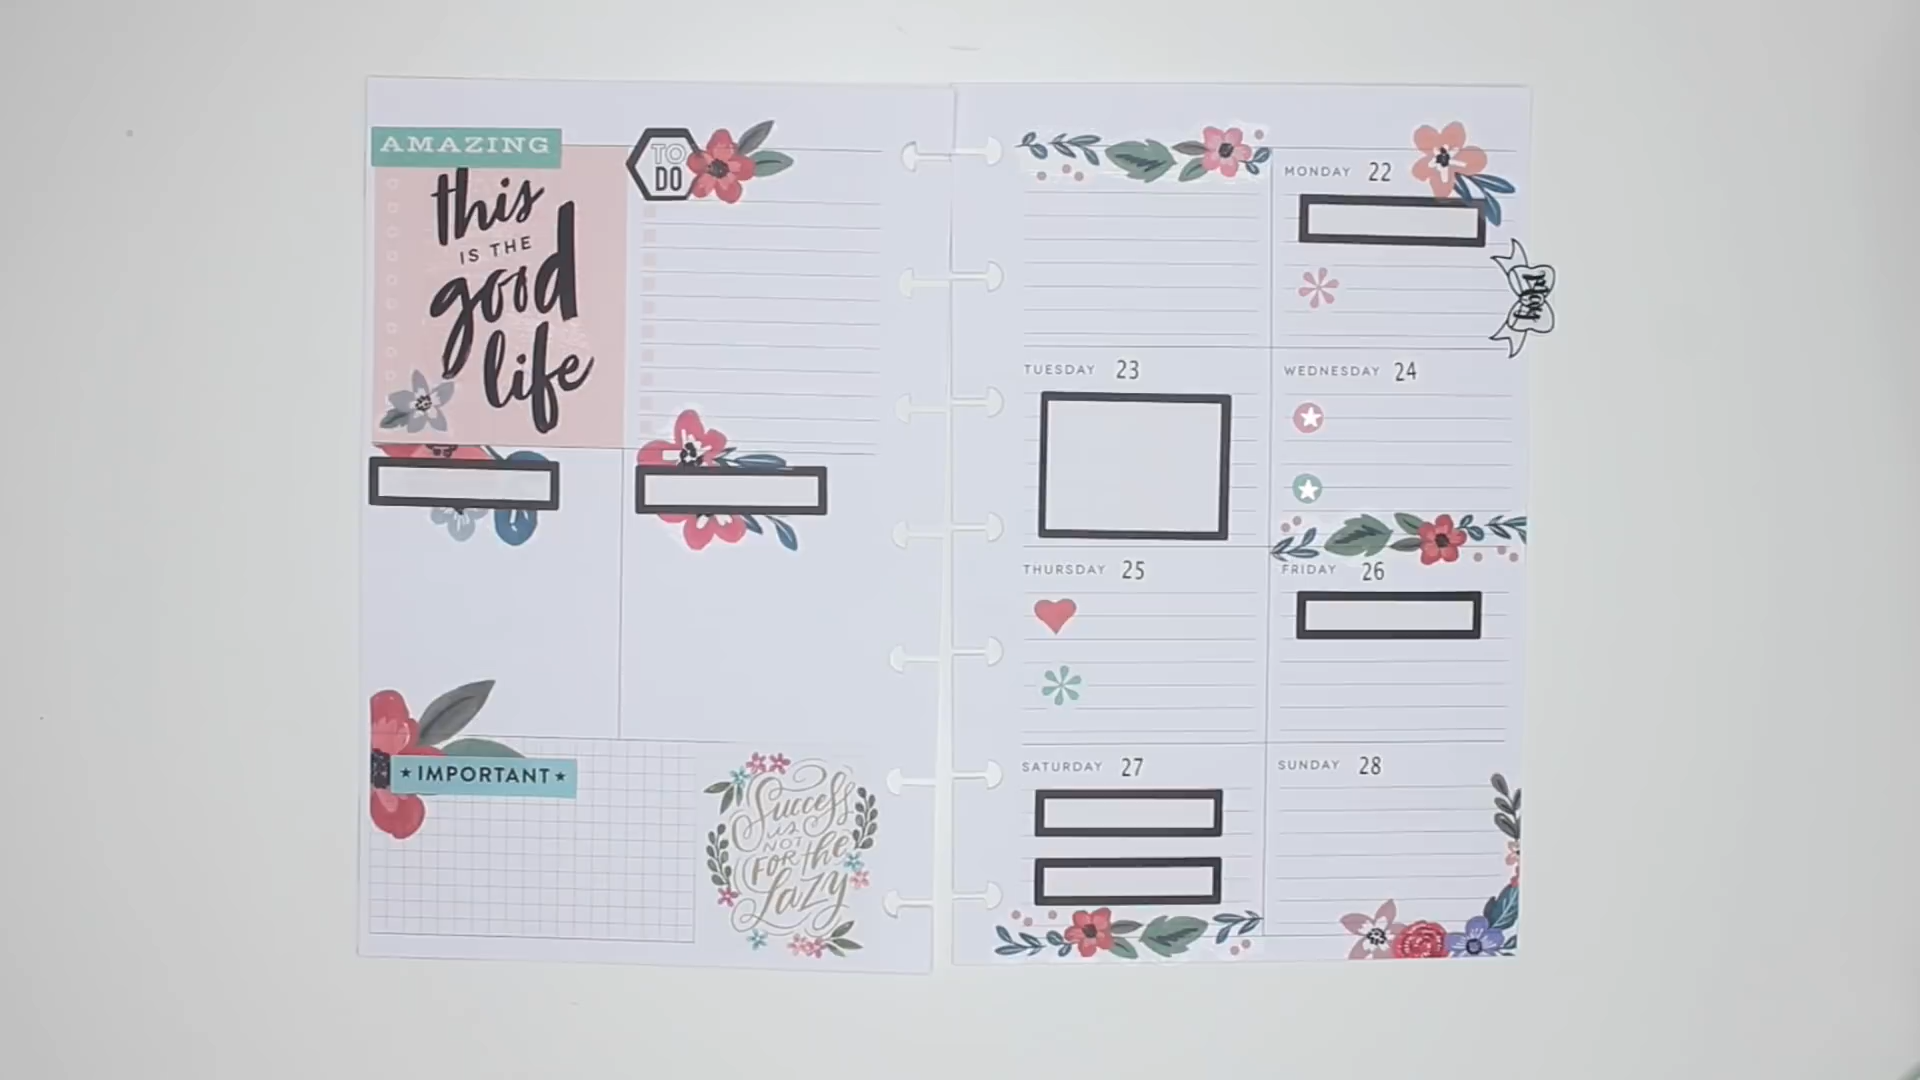 AMAZING
this
IS THE
good
life
TO
DO
★IMPORTANT★
Success
is
NOT
FOR the
Lazy
MONDAY 22
May
TUESDAY 23
WEDNESDAY 24
THURSDAY 25
FRIDAY 26
SATURDAY 27
SUNDAY 28